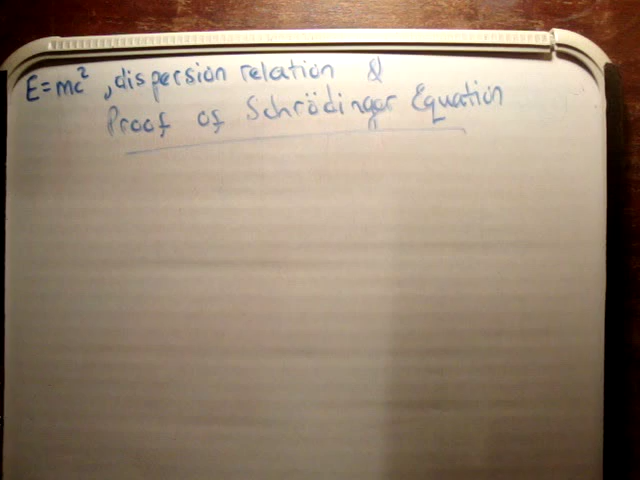 E=mc², dispersion relation &
Proof of Schrödinger Equation